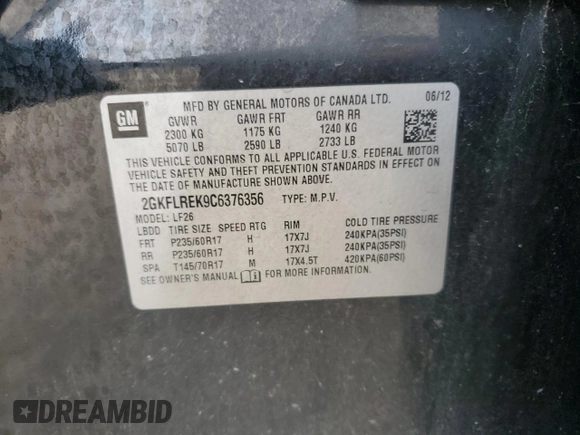 MFD BY GENERAL MOTORS OF CANADA LTD. 06/12
GM
GVWR GAWR FRT GAWR RR
2300 KG 1175 KG 1240 KG
5070 LB 2590 LB 2733 LB
THIS VEHICLE CONFORMS TO ALL APPLICABLE U.S. FEDERAL MOTOR
VEHICLE SAFETY AND THEFT PREVENTION STANDARDS IN EFFECT ON
THE DATE OF MANUFACTURE SHOWN ABOVE.
2GKFLREK9C6376356 TYPE: M.P.V.
MODEL: LF26
LBDD TIRE SIZE SPEED RTG RIM COLD TIRE PRESSURE
FRT P235/60R17 H 17X7J 240KPA(35PSI)
RR P235/60R17 H 17X7J 240KPA(35PSI)
SPA T145/70R17 M 17X4.5T 420KPA(60PSI)
SEE OWNER'S MANUAL FOR MORE INFORMATION.
DREAMBID